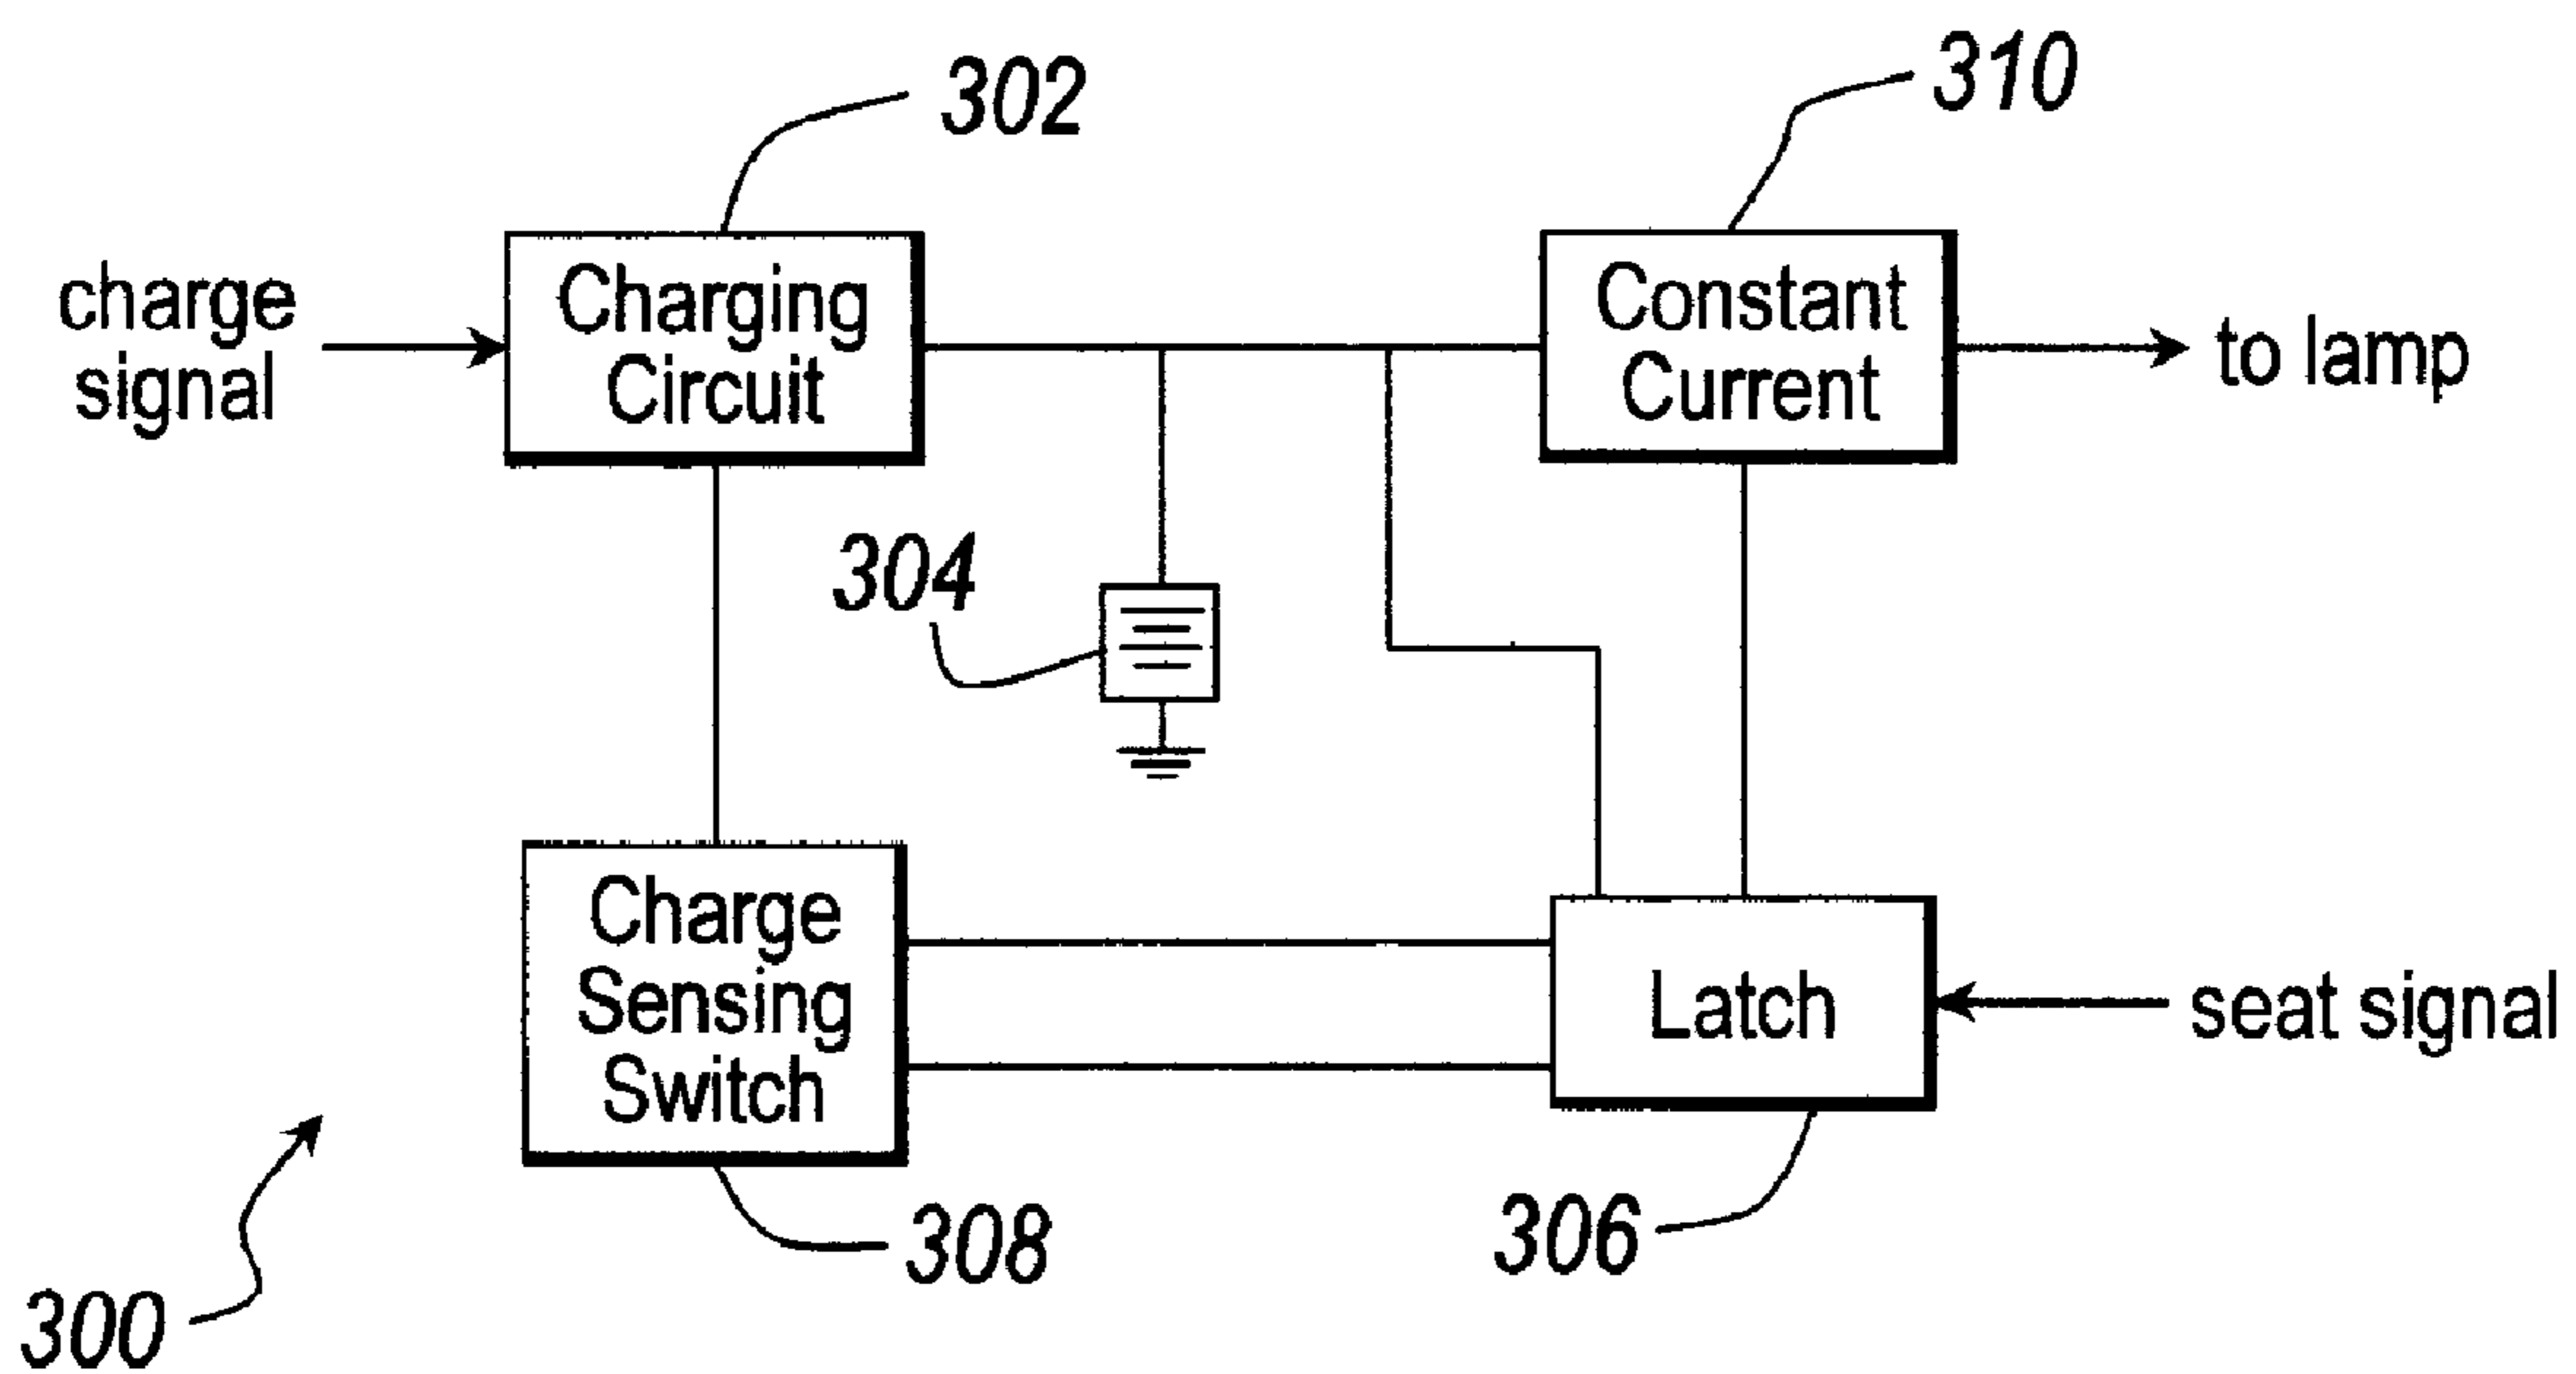 302
310
charge
signal
Charging
Circuit
Constant
Current
to lamp
304
Charge
Sensing
Switch
Latch
seat signal
306
308
300